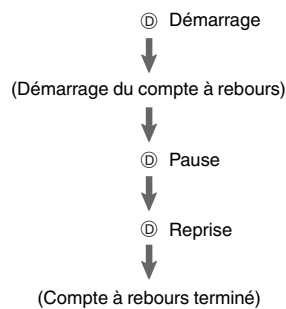 Ⓓ Démarrage
(Démarrage du compte à rebours)
Ⓓ Pause
Ⓓ Reprise
(Compte à rebours terminé)